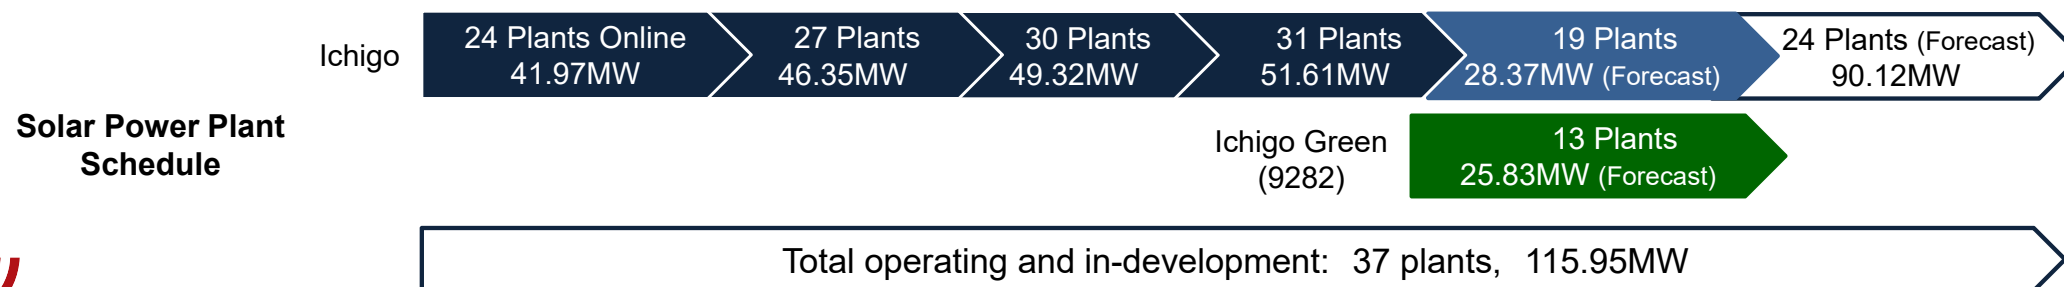 Ichigo
24 Plants Online
41.97MW
27 Plants
46.35MW
30 Plants
49.32MW
31 Plants
51.61MW
19 Plants
28.37MW (Forecast)
24 Plants (Forecast)
90.12MW
Solar Power Plant
Schedule
Ichigo Green
(9282)
13 Plants
25.83MW (Forecast)
Total operating and in-development: 37 plants, 115.95MW